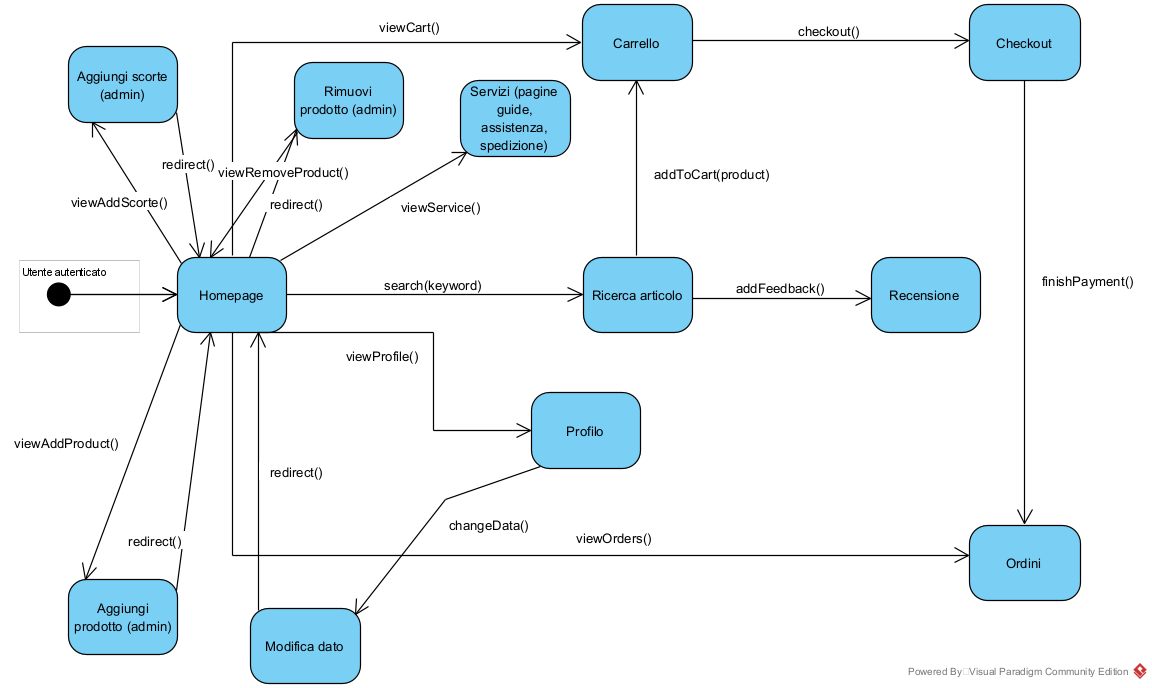 viewCart()
Carrello
checkout()
Checkout
Aggiungi scorte
(admin)
Rimuovi
prodotto (admin)
Servizi (pagine
guide,
assistenza,
spedizione)
redirect()
viewRemoveProduct()
addToCart(product)
viewAddScorte()
redirect()
viewService()
Utente autenticato
Homepage
search(keyword)
Ricerca articolo
addFeedback()
Recensione
finishPayment()
viewProfile()
Profilo
viewAddProduct()
redirect()
changeData()
redirect()
viewOrders()
Ordini
Aggiungi
prodotto (admin)
Modifica dato
Powered By Visual Paradigm Community Edition